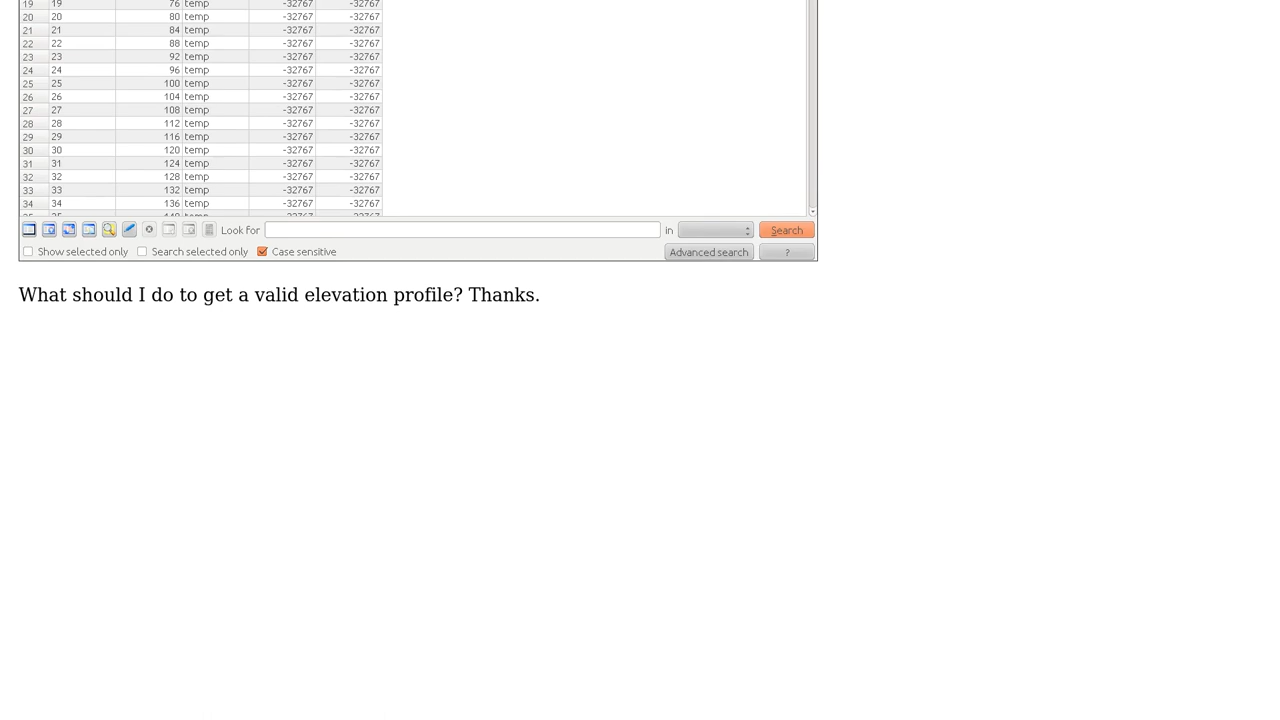 19 19 76 temp -32767 -32767
20 20 80 temp -32767 -32767
21 21 84 temp -32767 -32767
22 22 88 temp -32767 -32767
23 23 92 temp -32767 -32767
24 24 96 temp -32767 -32767
25 25 100 temp -32767 -32767
26 26 104 temp -32767 -32767
27 27 108 temp -32767 -32767
28 28 112 temp -32767 -32767
29 29 116 temp -32767 -32767
30 30 120 temp -32767 -32767
31 31 124 temp -32767 -32767
32 32 128 temp -32767 -32767
33 33 132 temp -32767 -32767
34 34 136 temp -32767 -32767
Look for in Search
Show selected only Search selected only Case sensitive Advanced search ?
What should I do to get a valid elevation profile? Thanks.